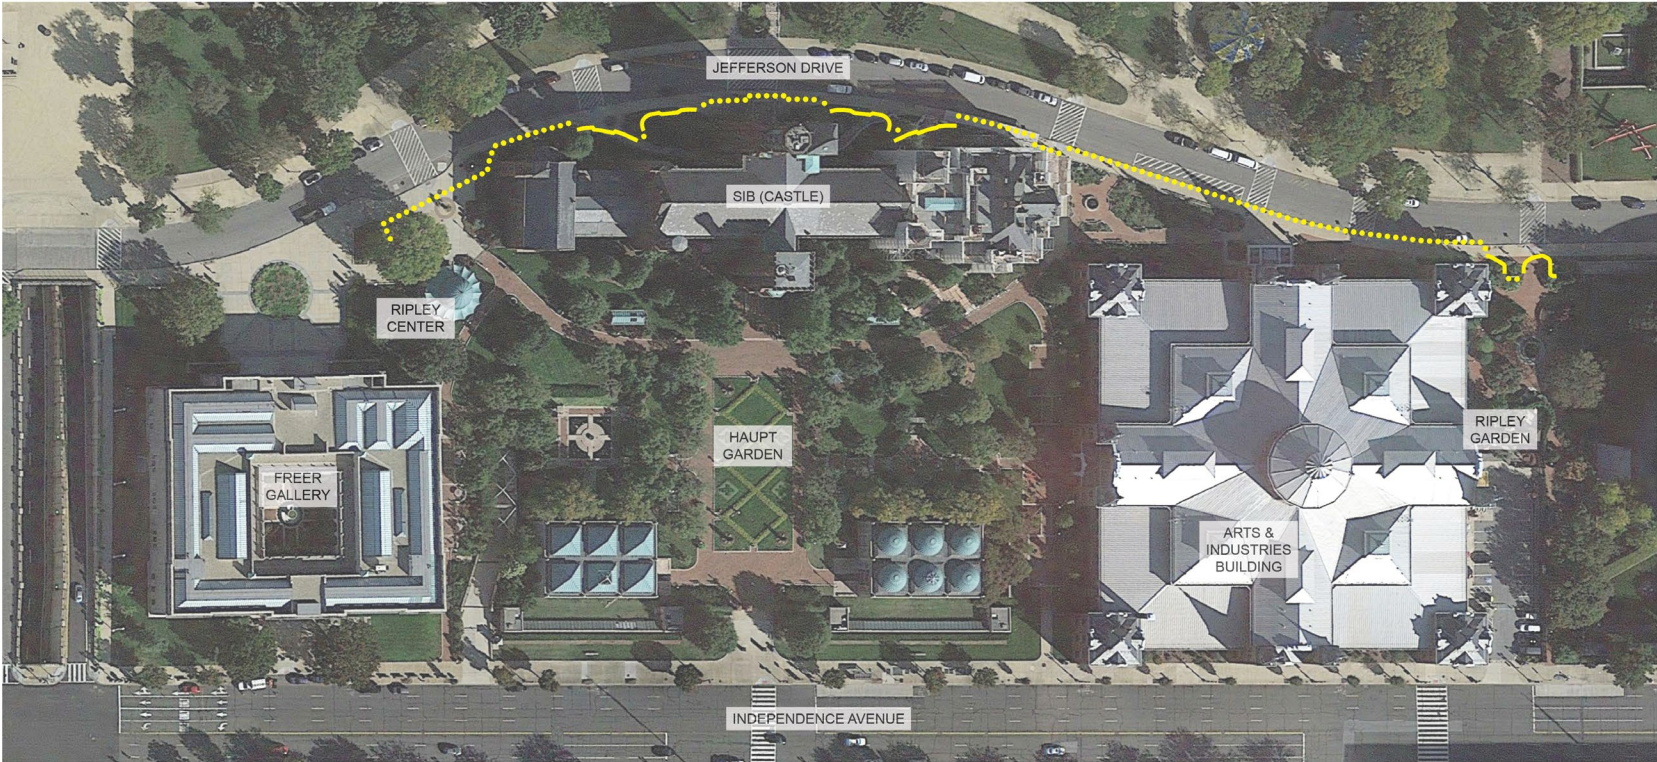 JEFFERSON DRIVE
SIB (CASTLE)
RIPLEY
CENTER
HAUPT
GARDEN
RIPLEY
GARDEN
FREER
GALLERY
ARTS &
INDUSTRIES
BUILDING
INDEPENDENCE AVENUE